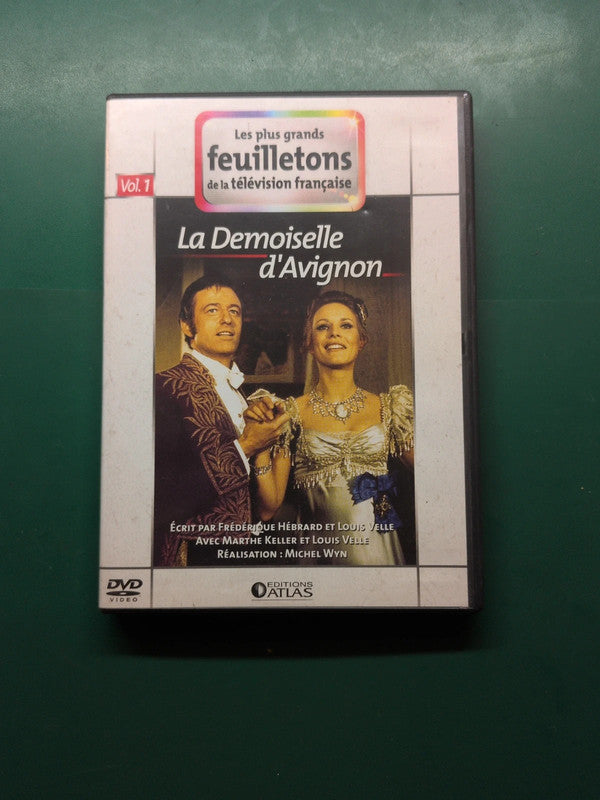 Les plus grands
feuilletons
de la télévision française
Vol. 1
La Demoiselle
d'Avignon
ÉCRIT PAR FRÉDÉRIQUE HÉBRARD ET LOUIS VELLE
AVEC MARTHE KELLER ET LOUIS VELLE
RÉALISATION : MICHEL WYN
DVD
VIDEO
EDITIONS
ATLAS